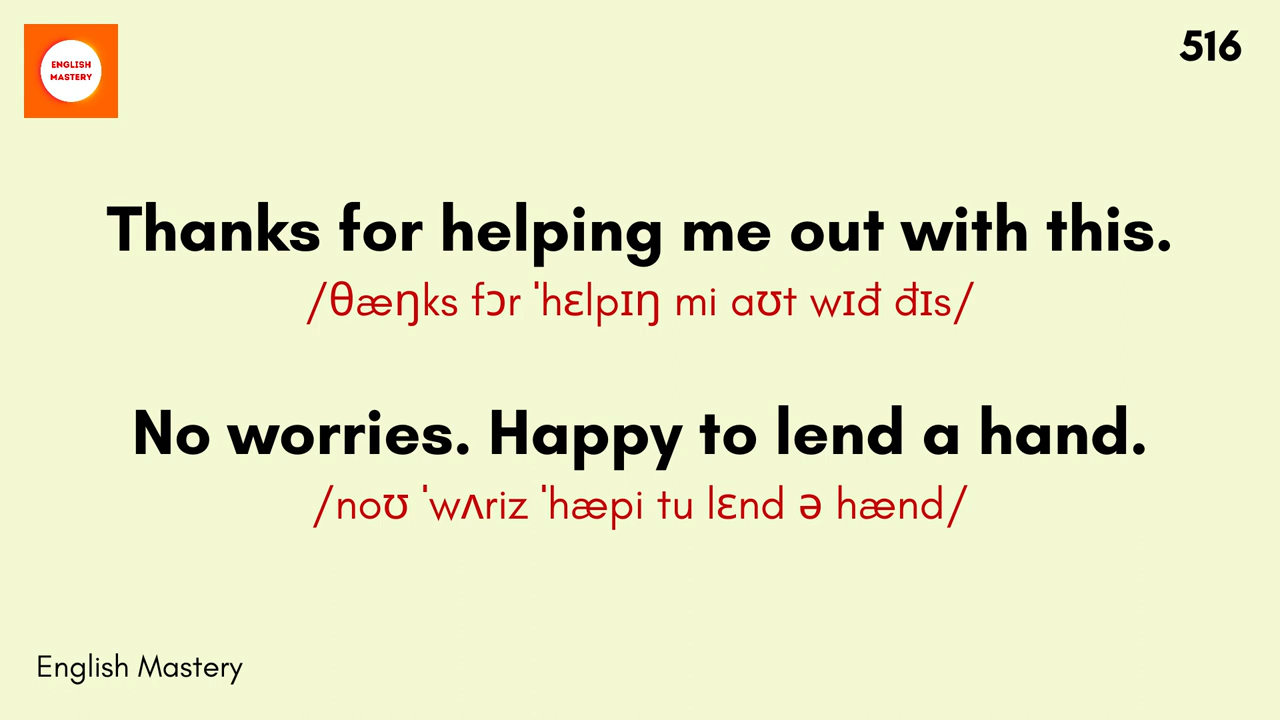 ENGLISH
MASTERY
516
Thanks for helping me out with this.
/θæŋks fɔr ˈhɛlpɪŋ mi aʊt wɪđ đɪs/
No worries. Happy to lend a hand.
/noʊ ˈwʌriz ˈhæpi tu lɛnd ə hænd/
English Mastery